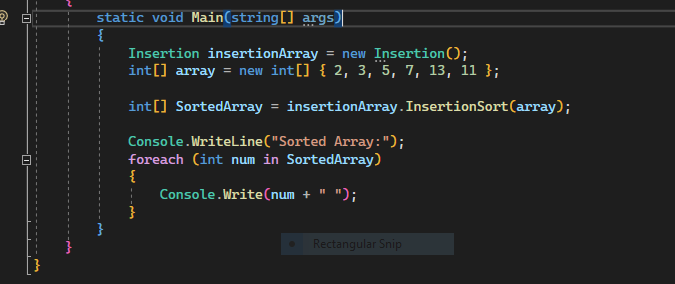 {
static void Main(string[] args)
{
Insertion insertionArray = new Insertion();
int[] array = new int[] { 2, 3, 5, 7, 13, 11 };
int[] SortedArray = insertionArray.InsertionSort(array);
Console.WriteLine("Sorted Array:");
foreach (int num in SortedArray)
{
Console.Write(num + " ");
}
}
Rectangular Snip
}
}